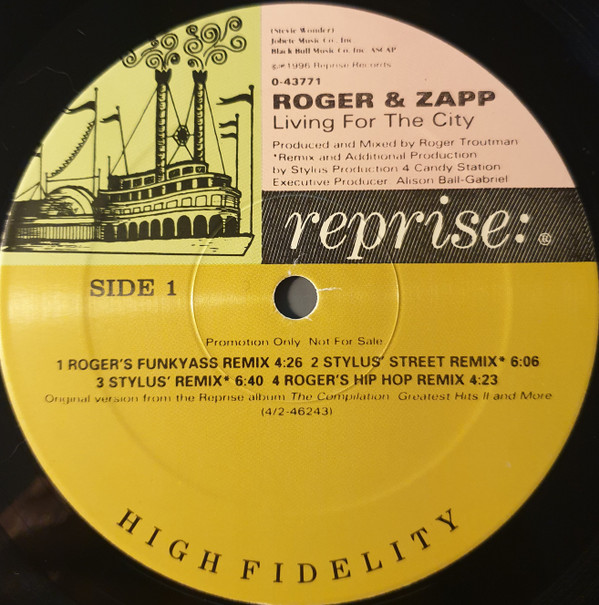 (Stevie Wonder)
Jobete Music Co., Inc.
Black Bull Music Co. Inc. ASCAP
℗1996 Reprise Records
0-43771
ROGER & ZAPP
Living For The City
Produced and Mixed by Roger Troutman
*Remix and Additional Production
by Stylus Production 4 Candy Station
Executive Producer Alison Ball-Gabriel
reprise: ®
SIDE 1
Promotion Only Not For Sale
1 ROGER'S FUNKYASS REMIX 4:26 2 STYLUS' STREET REMIX* 6:06
3 STYLUS' REMIX* 6:40 4 ROGER'S HIP HOP REMIX 4:23
Original version from the Reprise album The Compilation Greatest Hits II and More
(4/2-46243)
HIGH FIDELITY